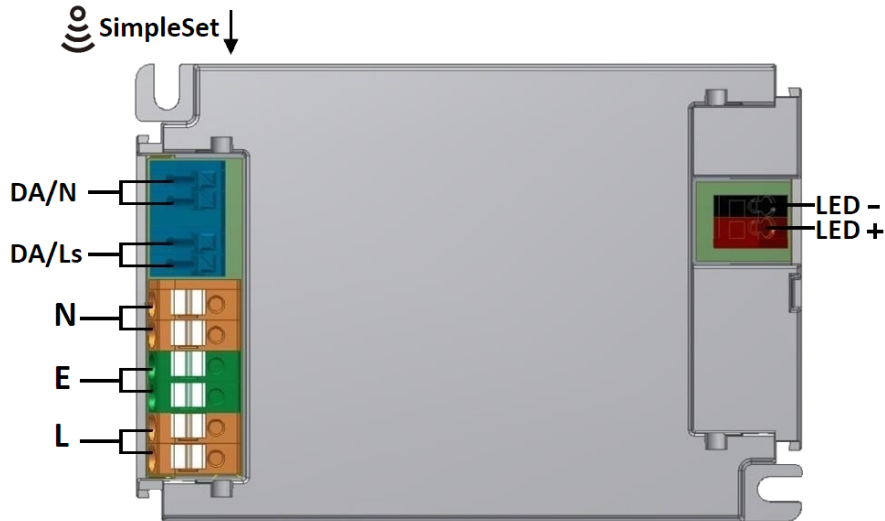 SimpleSet
DA/N
DA/Ls
N
E
L
LED -
LED +